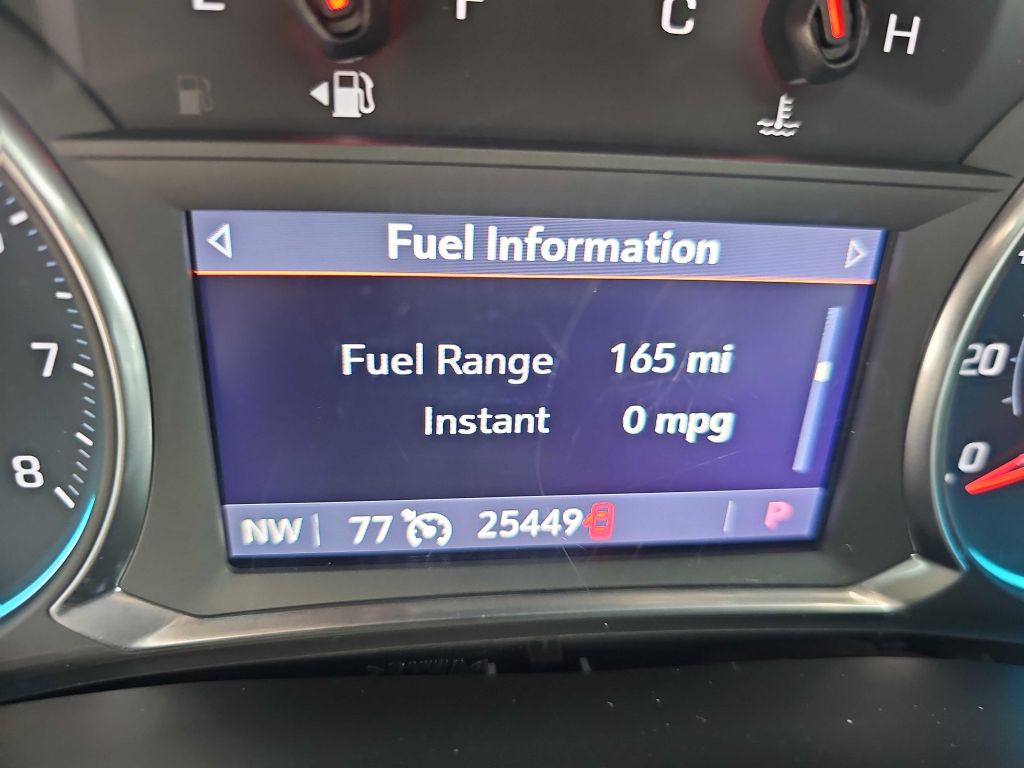 E F C H
Fuel Information
7
Fuel Range 165 mi
20
Instant 0 mpg
8
0
NW 77 25449 P